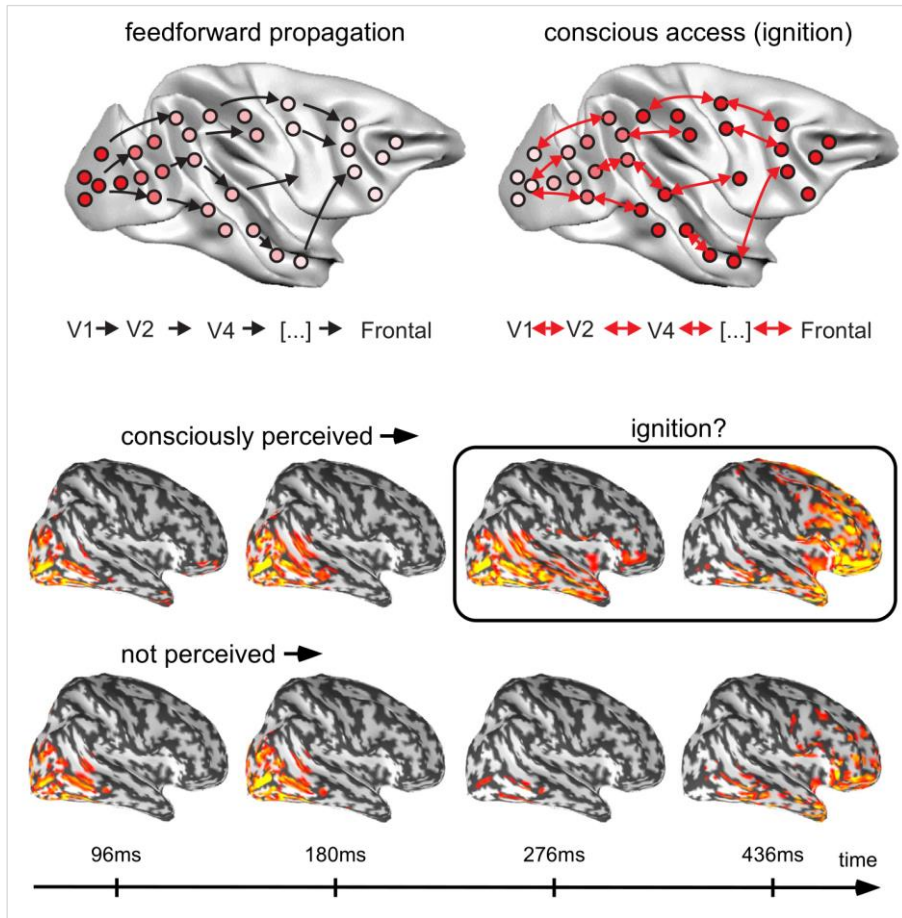 feedforward propagation
conscious access (ignition)
V1 V2 V4 [...] Frontal
V1 V2 V4 [...] Frontal
consciously perceived
ignition?
not perceived
96ms 180ms 276ms 436ms time